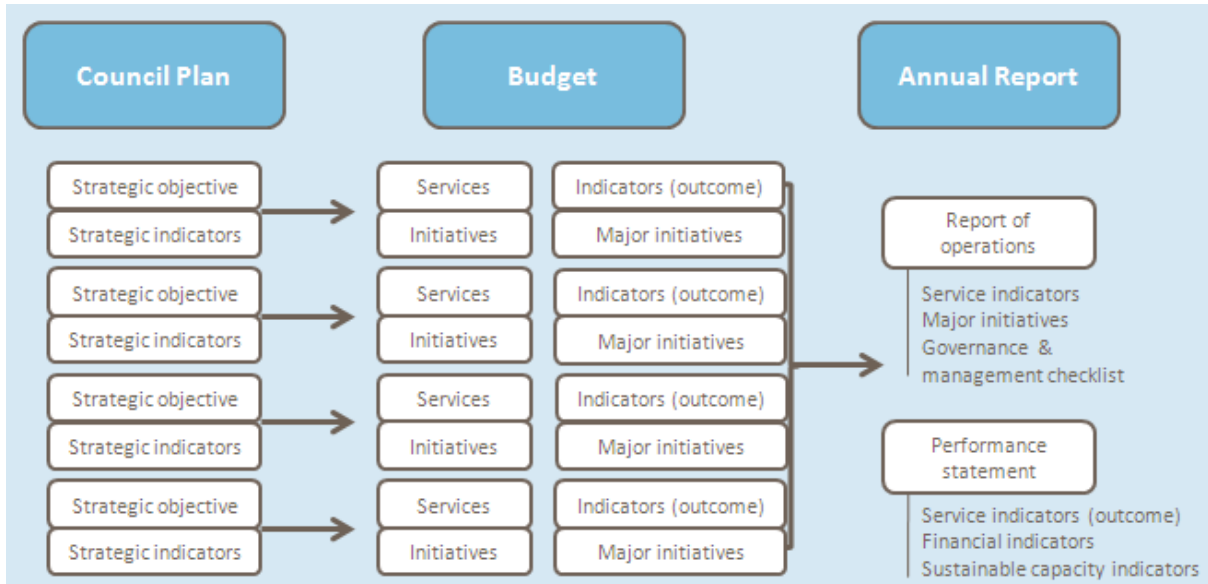 Council Plan
Budget
Annual Report
Strategic objective
Strategic indicators
Strategic objective
Strategic indicators
Strategic objective
Strategic indicators
Strategic objective
Strategic indicators
Services
Initiatives
Services
Initiatives
Services
Initiatives
Services
Initiatives
Indicators (outcome)
Major initiatives
Indicators (outcome)
Major initiatives
Indicators (outcome)
Major initiatives
Indicators (outcome)
Major initiatives
Report of
operations
Service indicators
Major initiatives
Governance &
management checklist
Performance
statement
Service indicators (outcome)
Financial indicators
Sustainable capacity indicators